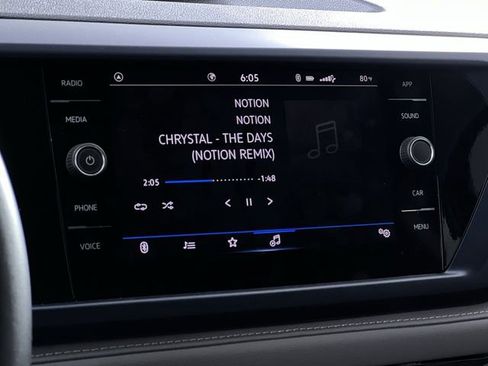 RADIO
6:05
80°F
APP
NOTION
MEDIA
NOTION
SOUND
CHRYSTAL - THE DAYS
(NOTION REMIX)
2:05
-1:48
PHONE
CAR
VOICE
MENU